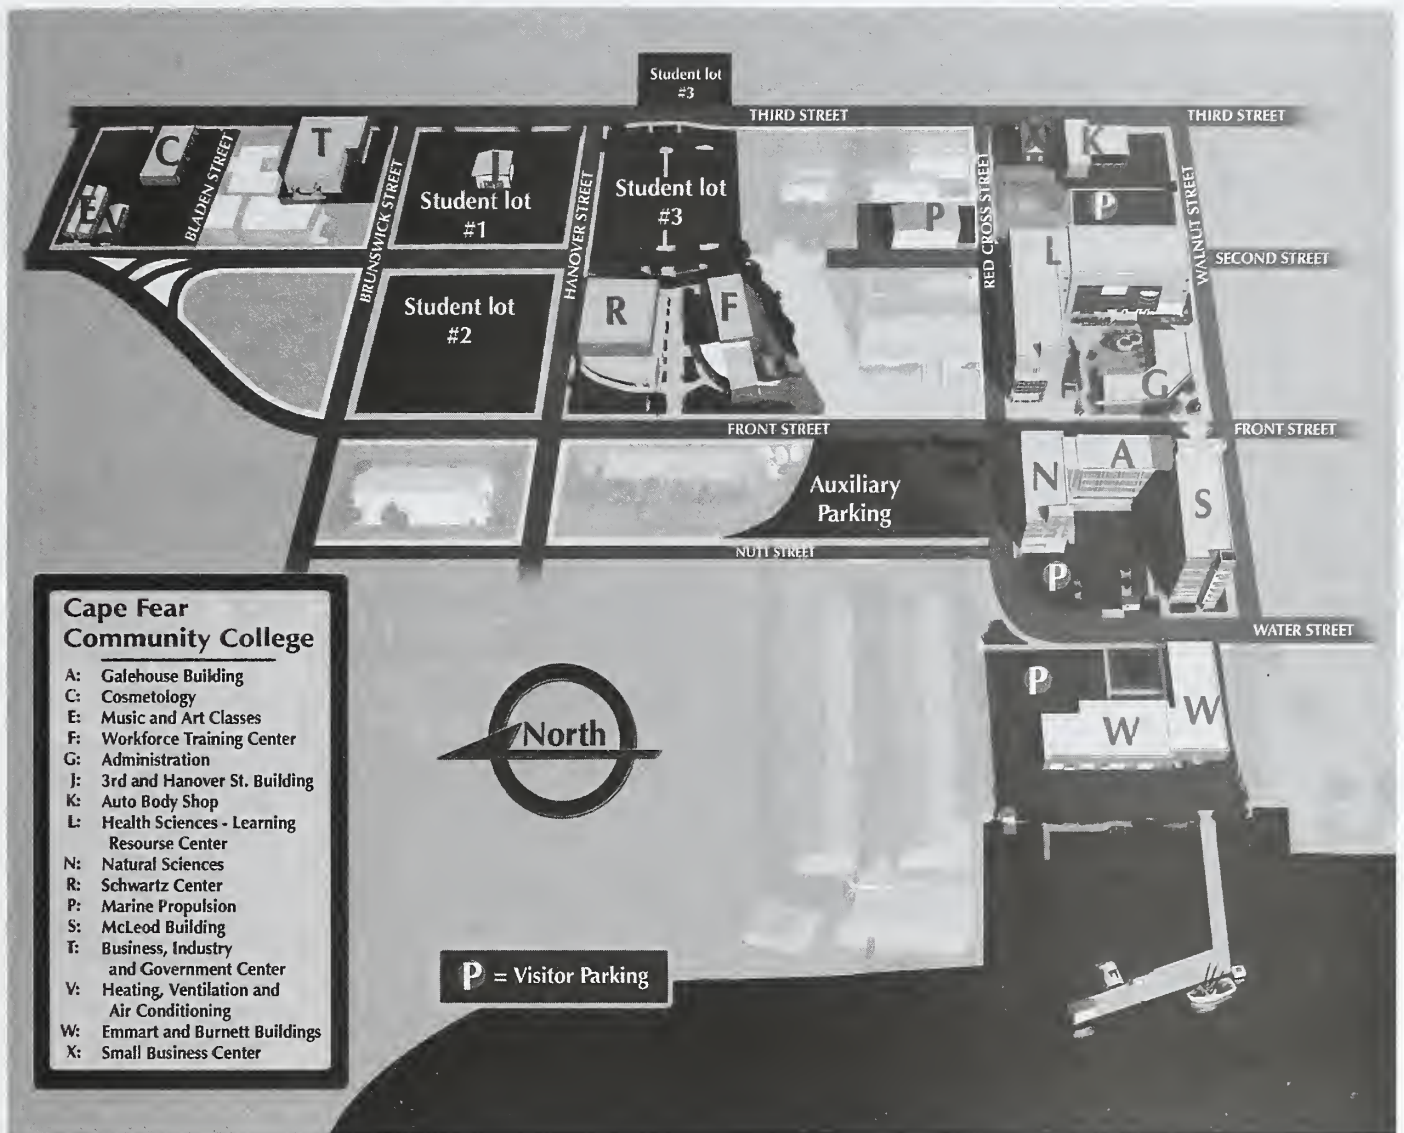 Student lot
#3
THIRD STREET
THIRD STREET
C
T
J
K
X
E
V
BLADEN STREET
BRUNSWICK STREET
Student lot
#1
HANOVER STREET
Student lot
#3
P
RED CROSS STREET
P
WALNUT STREET
L
SECOND STREET
Student lot
#2
R
F
G
FRONT STREET
FRONT STREET
Auxiliary
Parking
N
A
S
NUTT STREET
P
WATER STREET
P
W
W
North
P = Visitor Parking
Cape Fear
Community College
A: Galehouse Building
C: Cosmetology
E: Music and Art Classes
F: Workforce Training Center
G: Administration
J: 3rd and Hanover St. Building
K: Auto Body Shop
L: Health Sciences - Learning
Resourse Center
N: Natural Sciences
R: Schwartz Center
P: Marine Propulsion
S: McLeod Building
T: Business, Industry
and Government Center
V: Heating, Ventilation and
Air Conditioning
W: Emmart and Burnett Buildings
X: Small Business Center